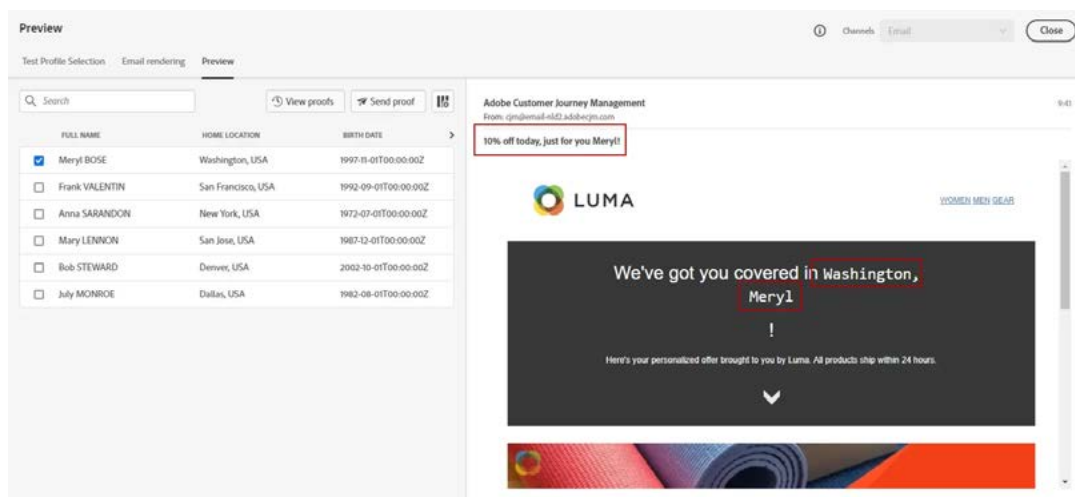 Preview
Channels Email
Close
Test Profile Selection Email rendering Preview
Search
View proofs
Send proof
FULL NAME HOME LOCATION BIRTH DATE
Meryl BOSE Washington, USA 1997-11-01T00:00:00Z
Frank VALENTIN San Francisco, USA 1992-09-01T00:00:00Z
Anna SARANDON New York, USA 1972-07-01T00:00:00Z
Mary LENNON San Jose, USA 1987-12-01T00:00:00Z
Bob STEWARD Denver, USA 2002-10-01T00:00:00Z
July MONROE Dallas, USA 1982-08-01T00:00:00Z
Adobe Customer Journey Management 9:41
From: cjm@email-nld2.adobecjm.com
10% off today, just for you Meryl!
LUMA
WOMEN MEN GEAR
We've got you covered in Washington,
Meryl
!
Here's your personalized offer brought to you by Luma. All products ship within 24 hours.